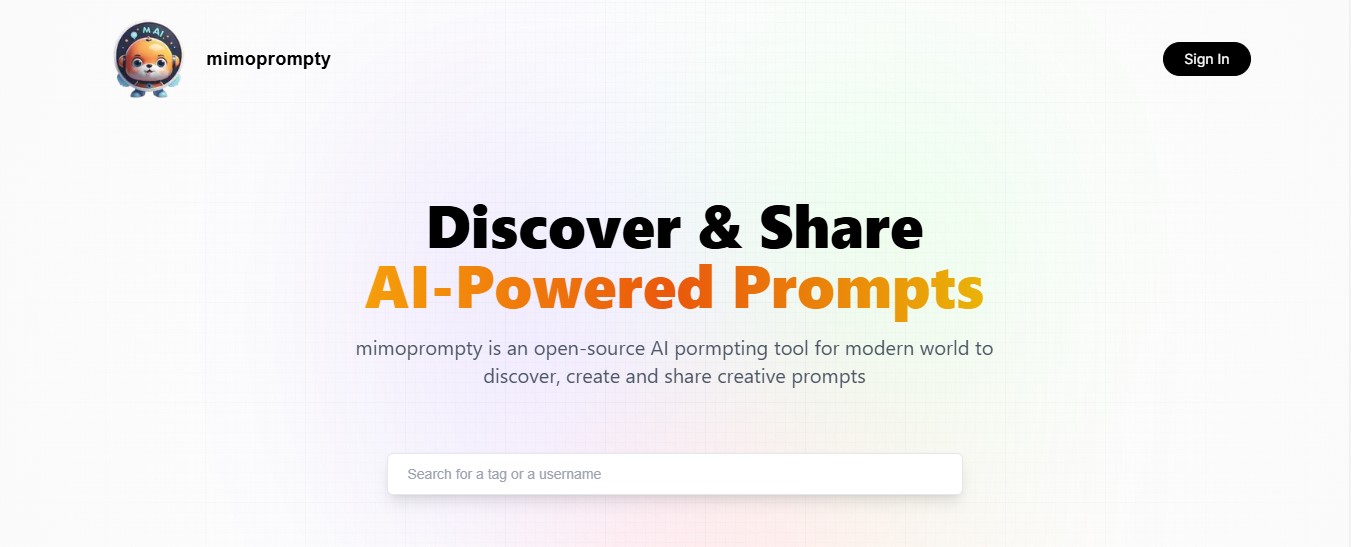 M AI
mimoprompty
Sign In
Discover & Share
AI-Powered Prompts
mimoprompty is an open-source AI pormpting tool for modern world to
discover, create and share creative prompts
Search for a tag or a username